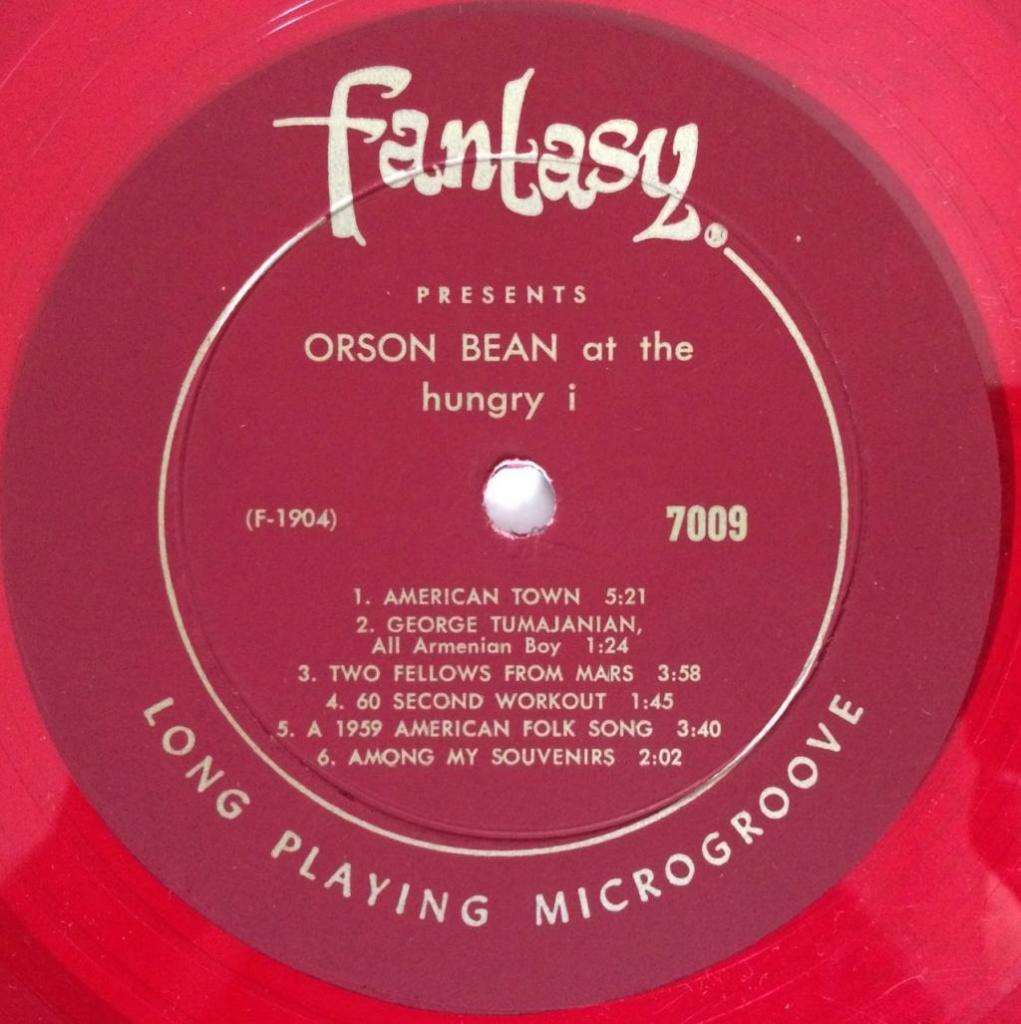 fantasy®
PRESENTS
ORSON BEAN at the
hungry i
(F-1904)
7009
1. AMERICAN TOWN 5:21
2. GEORGE TUMAJANIAN,
All Armenian Boy 1:24
3. TWO FELLOWS FROM MARS 3:58
4. 60 SECOND WORKOUT 1:45
5. A 1959 AMERICAN FOLK SONG 3:40
6. AMONG MY SOUVENIRS 2:02
LONG PLAYING MICROGROOVE